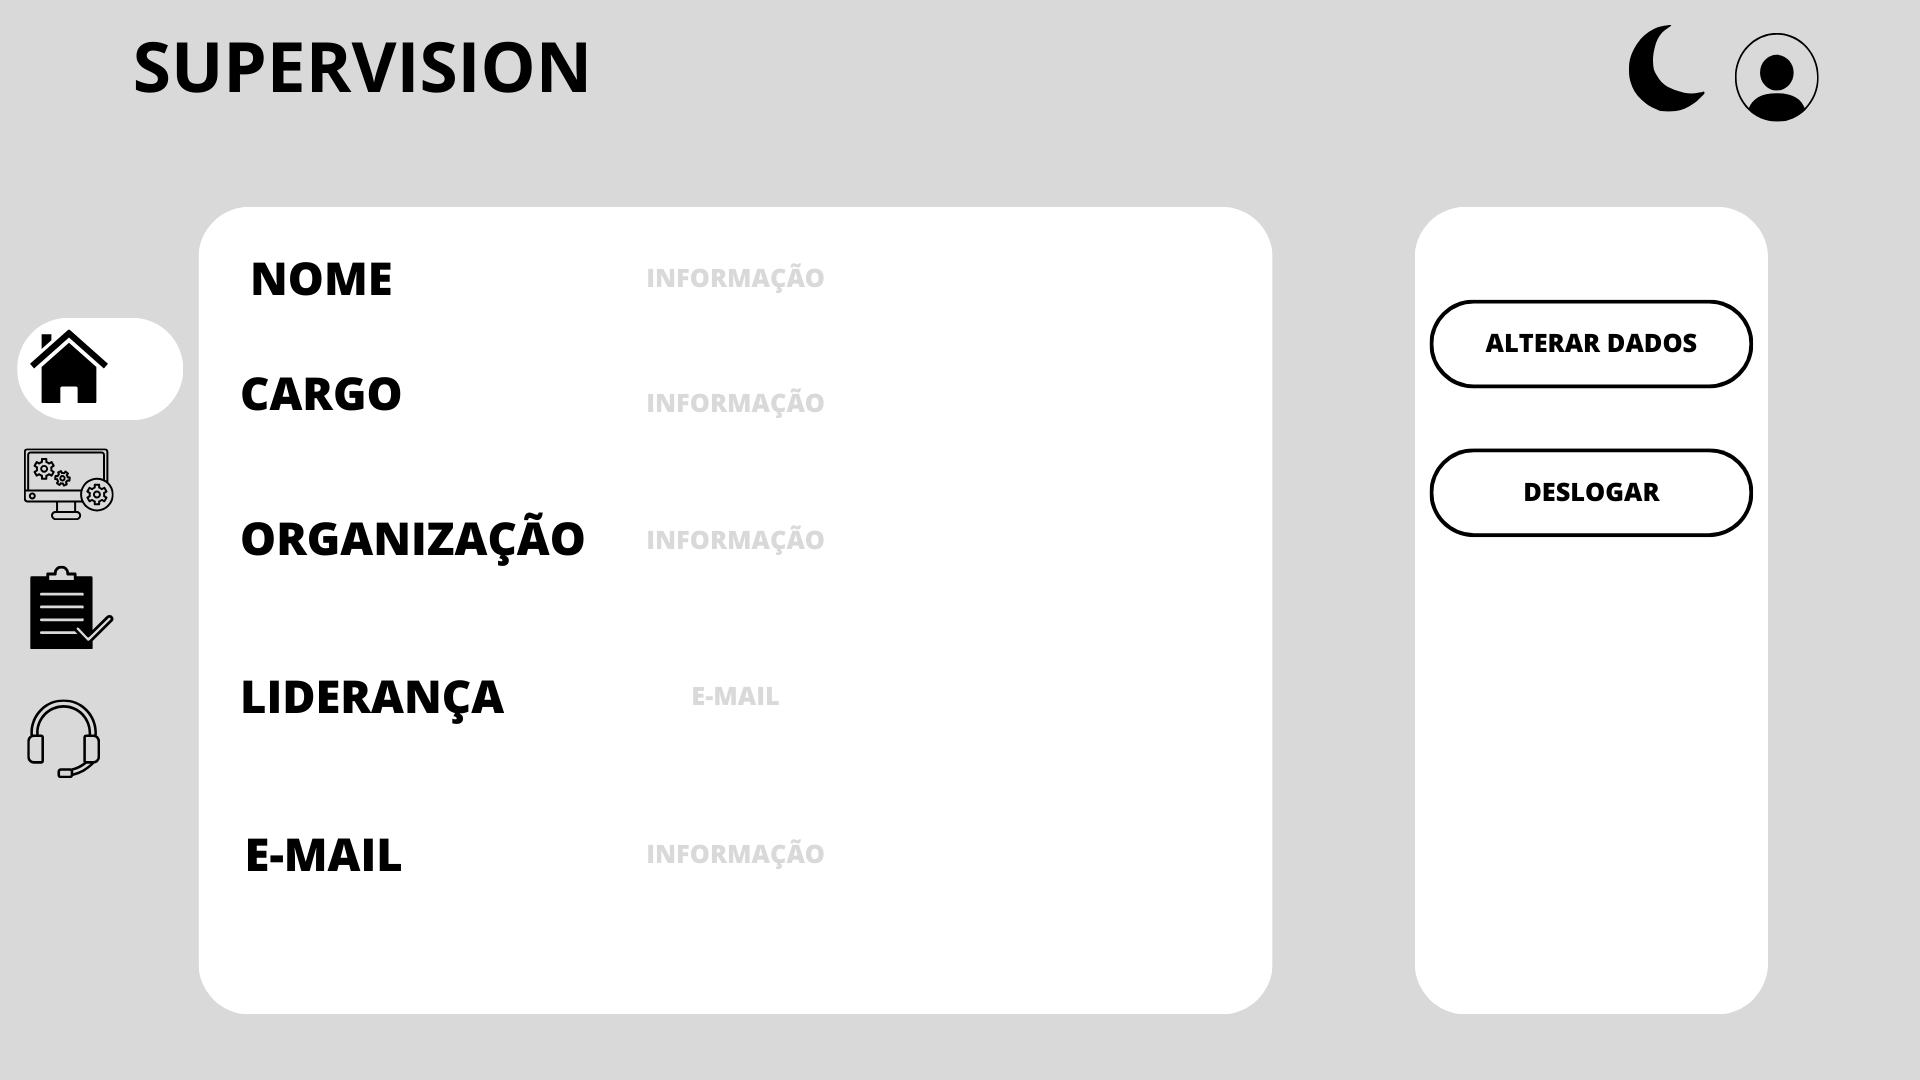 SUPERVISION
NOME
INFORMAÇÃO
CARGO
INFORMAÇÃO
ORGANIZAÇÃO
INFORMAÇÃO
LIDERANÇA
E-MAIL
E-MAIL
INFORMAÇÃO
ALTERAR DADOS
DESLOGAR